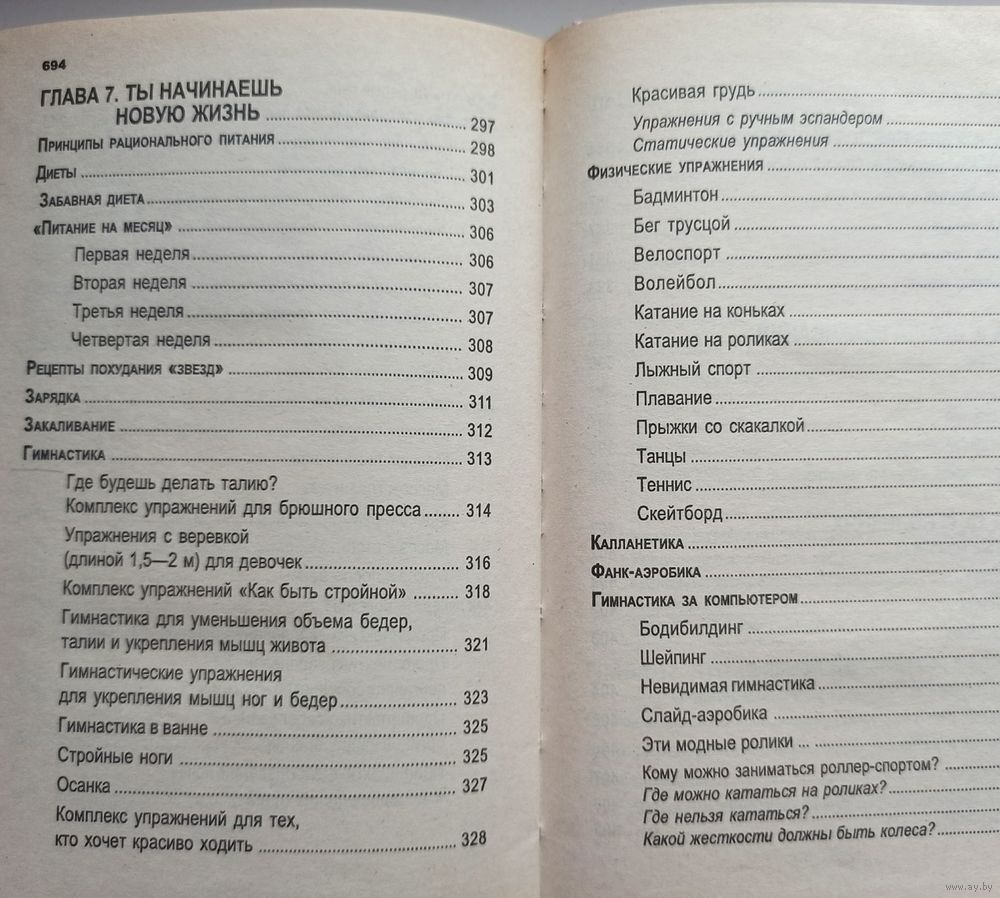 694
ГЛАВА 7. ТЫ НАЧИНАЕШЬ
НОВУЮ ЖИЗНЬ ..... 297
ПРИНЦИПЫ РАЦИОНАЛЬНОГО ПИТАНИЯ ..... 298
ДИЕТЫ ..... 301
ЗАБАВНАЯ ДИЕТА ..... 303
«ПИТАНИЕ НА МЕСЯЦ» ..... 306
Первая неделя ..... 306
Вторая неделя ..... 307
Третья неделя ..... 307
Четвертая неделя ..... 308
РЕЦЕПТЫ ПОХУДАНИЯ «ЗВЕЗД» ..... 309
ЗАРЯДКА ..... 311
ЗАКАЛИВАНИЕ ..... 312
ГИМНАСТИКА ..... 313
Где будешь делать талию?
Комплекс упражнений для брюшного пресса ..... 314
Упражнения с веревкой
(длиной 1,5—2 м) для девочек ..... 316
Комплекс упражнений «Как быть стройной» ..... 318
Гимнастика для уменьшения объема бедер,
талии и укрепления мышц живота ..... 321
Гимнастические упражнения
для укрепления мышц ног и бедер ..... 323
Гимнастика в ванне ..... 325
Стройные ноги ..... 325
Осанка ..... 327
Комплекс упражнений для тех,
кто хочет красиво ходить ..... 328
Красивая грудь .....
Упражнения с ручным эспандером .....
Статические упражнения .....
ФИЗИЧЕСКИЕ УПРАЖНЕНИЯ .....
Бадминтон .....
Бег трусцой .....
Велоспорт .....
Волейбол .....
Катание на коньках .....
Катание на роликах .....
Лыжный спорт .....
Плавание .....
Прыжки со скакалкой .....
Танцы .....
Теннис .....
Скейтборд .....
КАЛЛАНЕТИКА .....
ФАНК-АЭРОБИКА .....
ГИМНАСТИКА ЗА КОМПЬЮТЕРОМ .....
Бодибилдинг .....
Шейпинг .....
Невидимая гимнастика .....
Слайд-аэробика .....
Эти модные ролики .....
Кому можно заниматься роллер-спортом? .....
Где можно кататься на роликах? .....
Где нельзя кататься? .....
Какой жесткости должны быть колеса? .....
www.ay.by